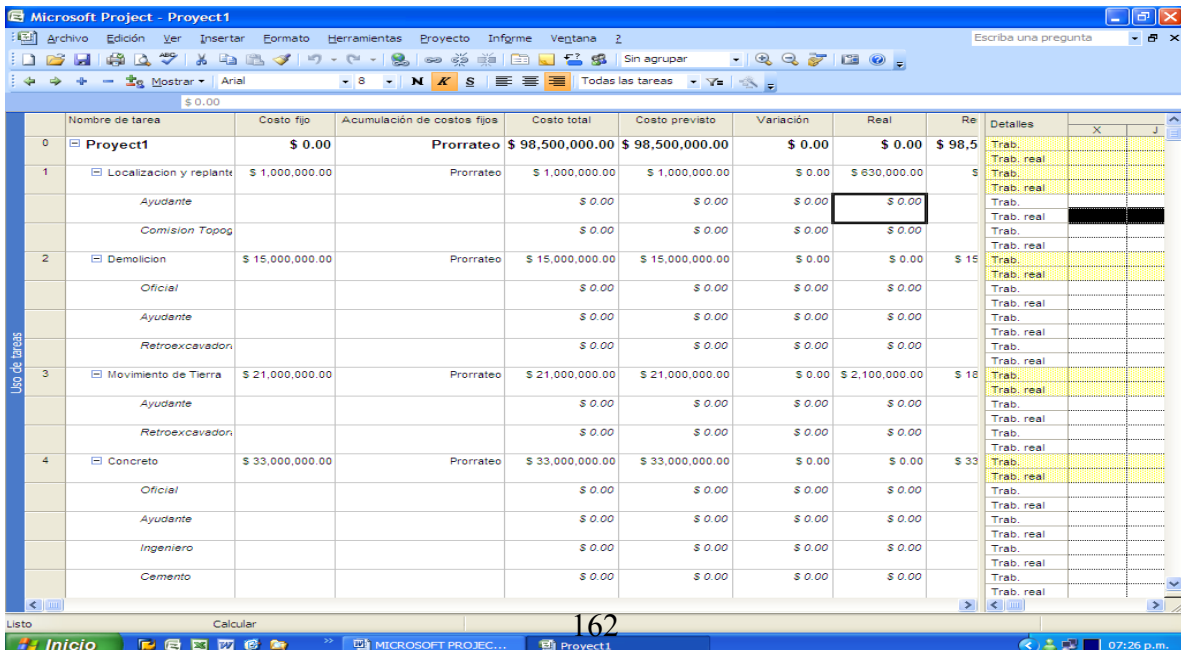 Microsoft Project - Proyect1
Archivo Edición Ver Insertar Formato Herramientas Proyecto Informe Ventana ? Escriba una pregunta
Sin agrupar
Mostrar Arial 8 N K S Todas las tareas
$ 0.00
Nombre de tarea Costo fijo Acumulación de costos fijos Costo total Costo previsto Variación Real Re Detalles X J
0 Proyect1 $ 0.00 Prorrateo $ 98,500,000.00 $ 98,500,000.00 $ 0.00 $ 0.00 $ 98,5 Trab.
Trab. real
1 Localizacion y replante $ 1,000,000.00 Prorrateo $ 1,000,000.00 $ 1,000,000.00 $ 0.00 $ 630,000.00 $ Trab.
Trab. real
Ayudante $ 0.00 $ 0.00 $ 0.00 $ 0.00 Trab.
Trab. real
Comision Topog $ 0.00 $ 0.00 $ 0.00 $ 0.00 Trab.
Trab. real
2 Demolicion $ 15,000,000.00 Prorrateo $ 15,000,000.00 $ 15,000,000.00 $ 0.00 $ 0.00 $ 15 Trab.
Trab. real
Oficial $ 0.00 $ 0.00 $ 0.00 $ 0.00 Trab.
Trab. real
Ayudante $ 0.00 $ 0.00 $ 0.00 $ 0.00 Trab.
Trab. real
Retroexcavador $ 0.00 $ 0.00 $ 0.00 $ 0.00 Trab.
Trab. real
3 Movimiento de Tierra $ 21,000,000.00 Prorrateo $ 21,000,000.00 $ 21,000,000.00 $ 0.00 $ 2,100,000.00 $ 18 Trab.
Trab. real
Ayudante $ 0.00 $ 0.00 $ 0.00 $ 0.00 Trab.
Trab. real
Retroexcavador $ 0.00 $ 0.00 $ 0.00 $ 0.00 Trab.
Trab. real
4 Concreto $ 33,000,000.00 Prorrateo $ 33,000,000.00 $ 33,000,000.00 $ 0.00 $ 0.00 $ 33 Trab.
Trab. real
Oficial $ 0.00 $ 0.00 $ 0.00 $ 0.00 Trab.
Trab. real
Ayudante $ 0.00 $ 0.00 $ 0.00 $ 0.00 Trab.
Trab. real
Ingeniero $ 0.00 $ 0.00 $ 0.00 $ 0.00 Trab.
Trab. real
Cemento $ 0.00 $ 0.00 $ 0.00 $ 0.00 Trab.
Trab. real
Uso de tareas
Listo Calcular
162
Inicio MICROSOFT PROJEC... Proyect1 07:26 p.m.